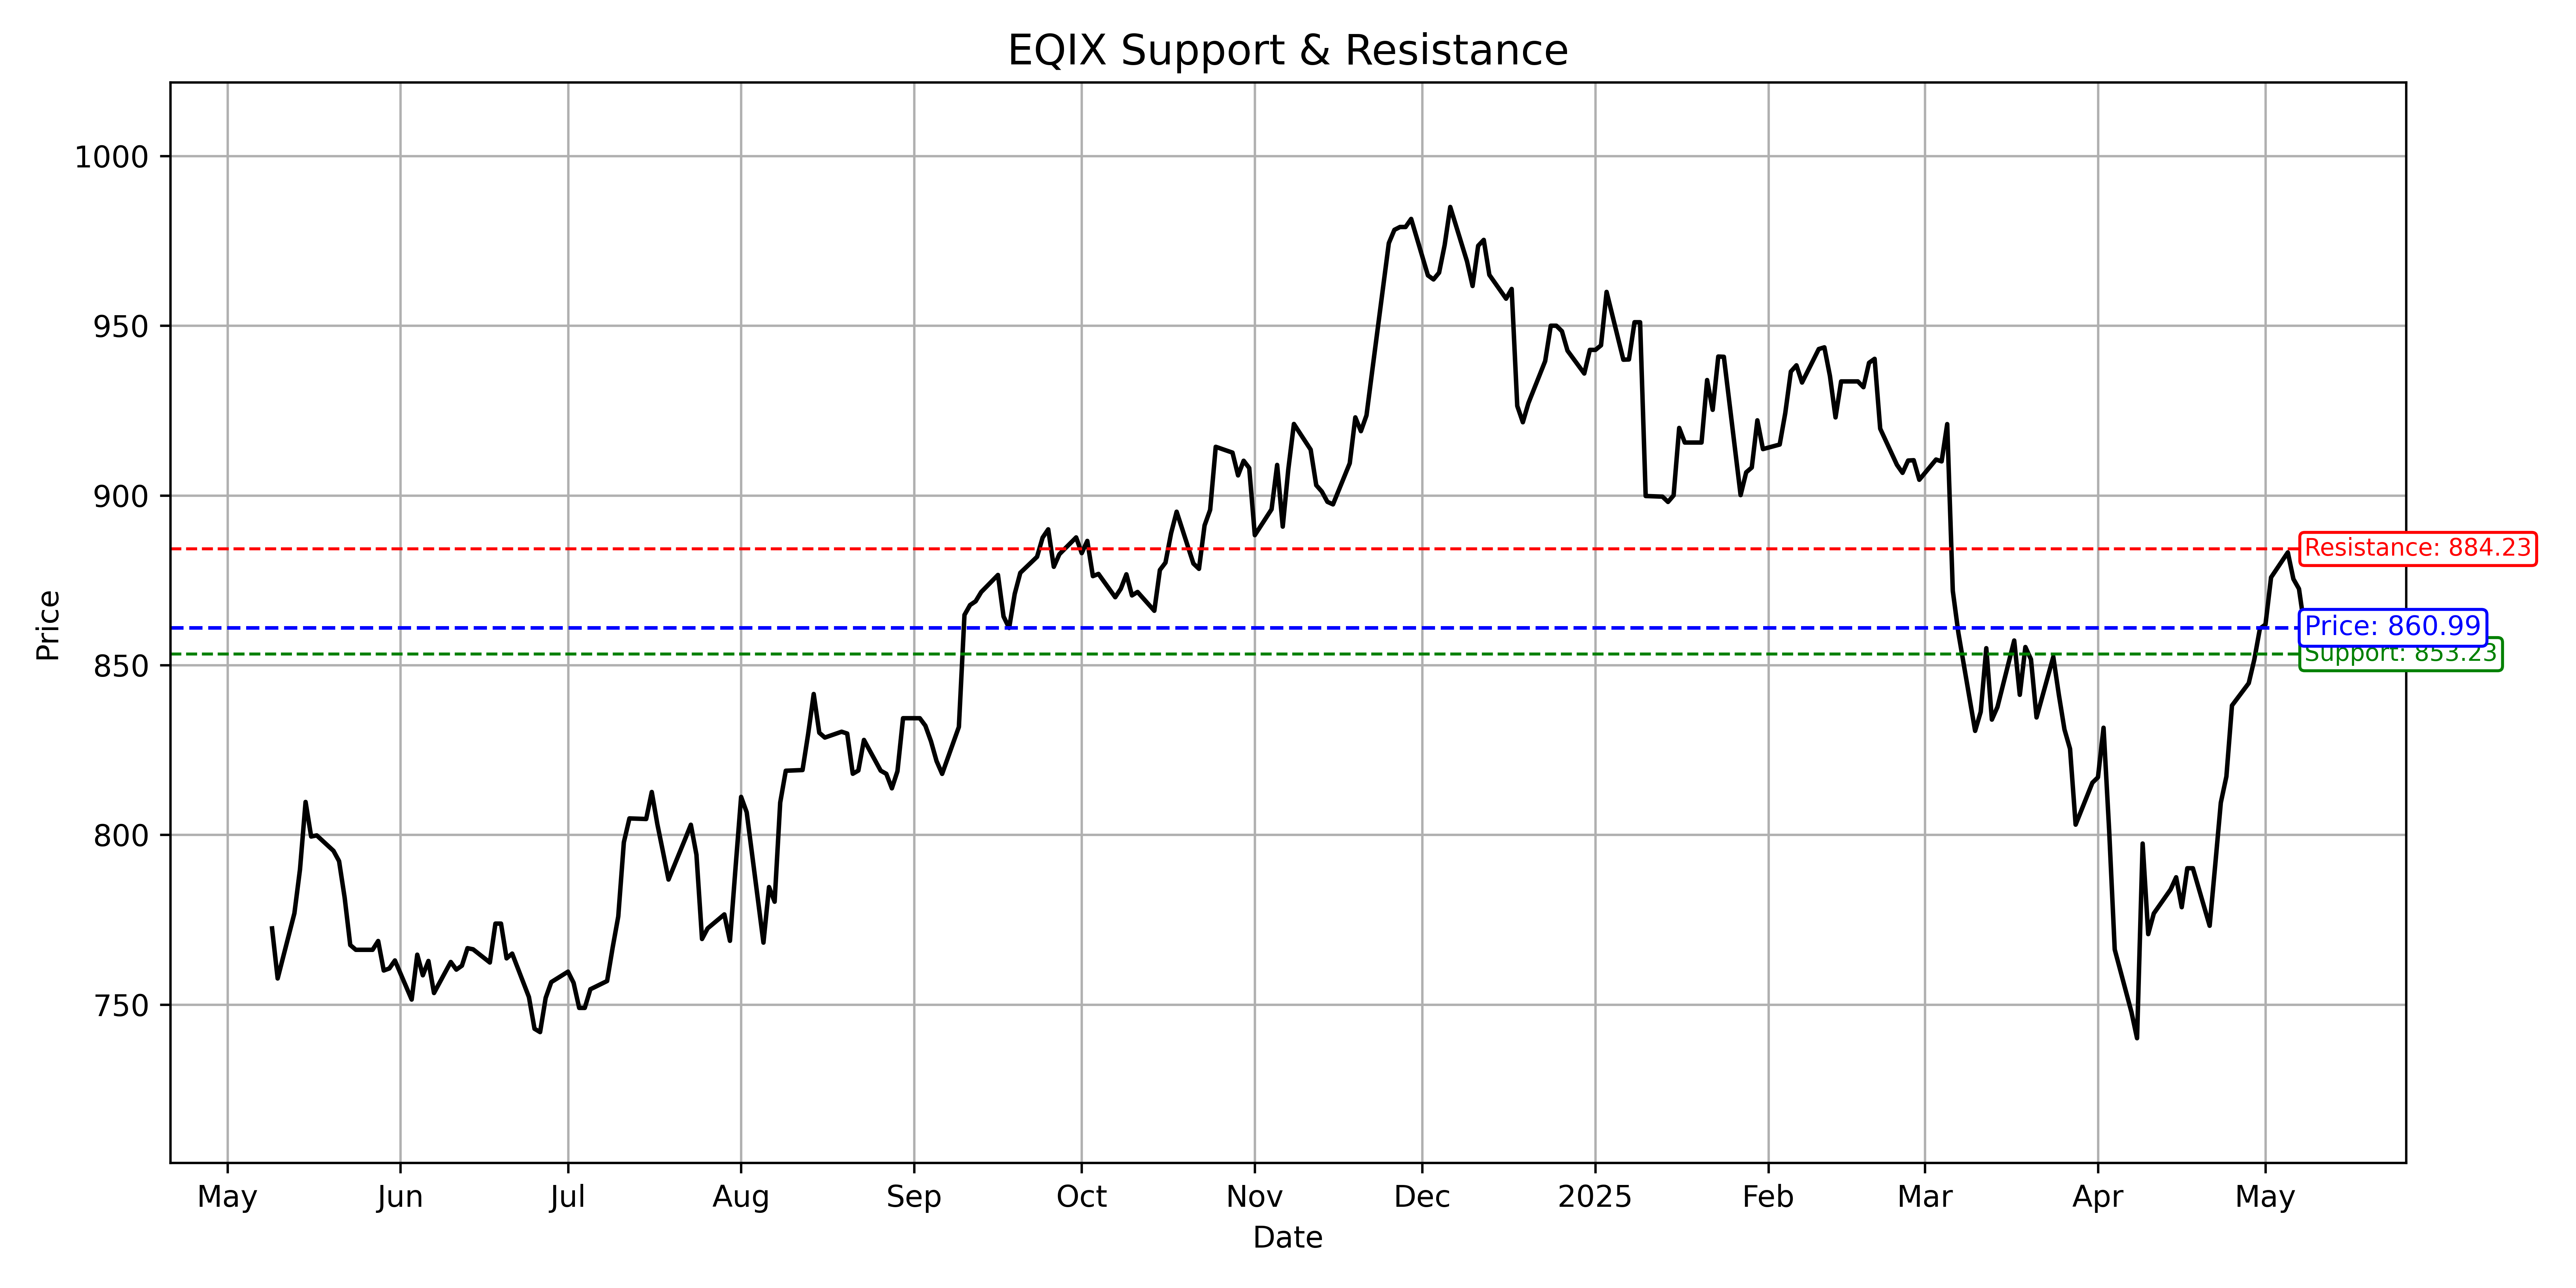 EQIX Support & Resistance
1000
950
900
850
800
750
Price
Resistance: 884.23
Price: 860.99
Support: 853.23
May Jun Jul Aug Sep Oct Nov Dec 2025 Feb Mar Apr May
Date